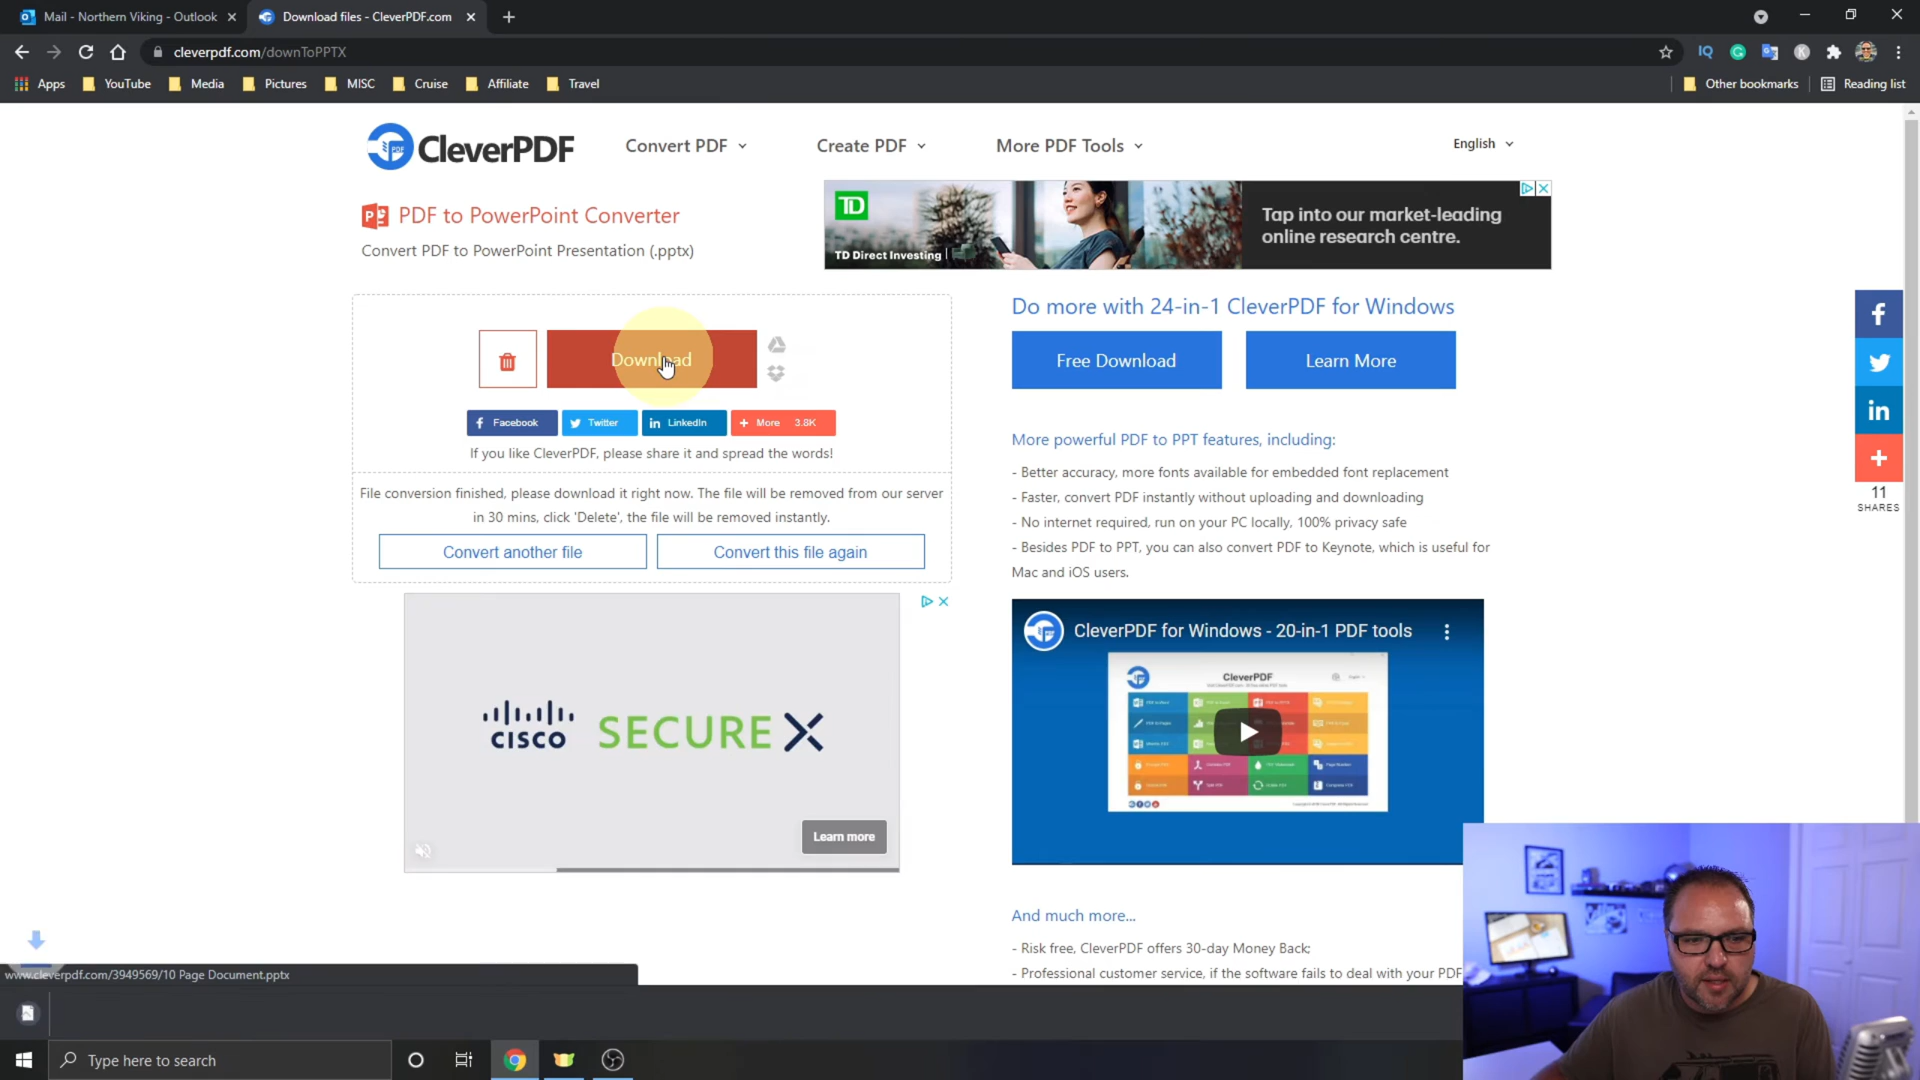 Mail - Northern Viking - Outlook
Download files - CleverPDF.com
cleverpdf.com/downToPPTX
Apps
YouTube
Media
Pictures
MISC
Cruise
Affiliate
Travel
Other bookmarks
Reading list
CleverPDF
Convert PDF
Create PDF
More PDF Tools
English
PDF to PowerPoint Converter
Convert PDF to PowerPoint Presentation (.pptx)
TD
TD Direct Investing
Tap into our market-leading
online research centre.
Download
Facebook
Twitter
LinkedIn
More 3.8K
If you like CleverPDF, please share it and spread the words!
File conversion finished, please download it right now. The file will be removed from our server
in 30 mins, click 'Delete', the file will be removed instantly.
Convert another file
Convert this file again
CISCO SECURE X
Learn more
Do more with 24-in-1 CleverPDF for Windows
Free Download
Learn More
More powerful PDF to PPT features, including:
- Better accuracy, more fonts available for embedded font replacement
- Faster, convert PDF instantly without uploading and downloading
- No internet required, run on your PC locally, 100% privacy safe
- Besides PDF to PPT, you can also convert PDF to Keynote, which is useful for
Mac and iOS users.
CleverPDF for Windows - 20-in-1 PDF tools
CleverPDF
And much more...
- Risk free, CleverPDF offers 30-day Money Back;
- Professional customer service, if the software fails to deal with your PDF
11
SHARES
www.cleverpdf.com/3949569/10 Page Document.pptx
Type here to search